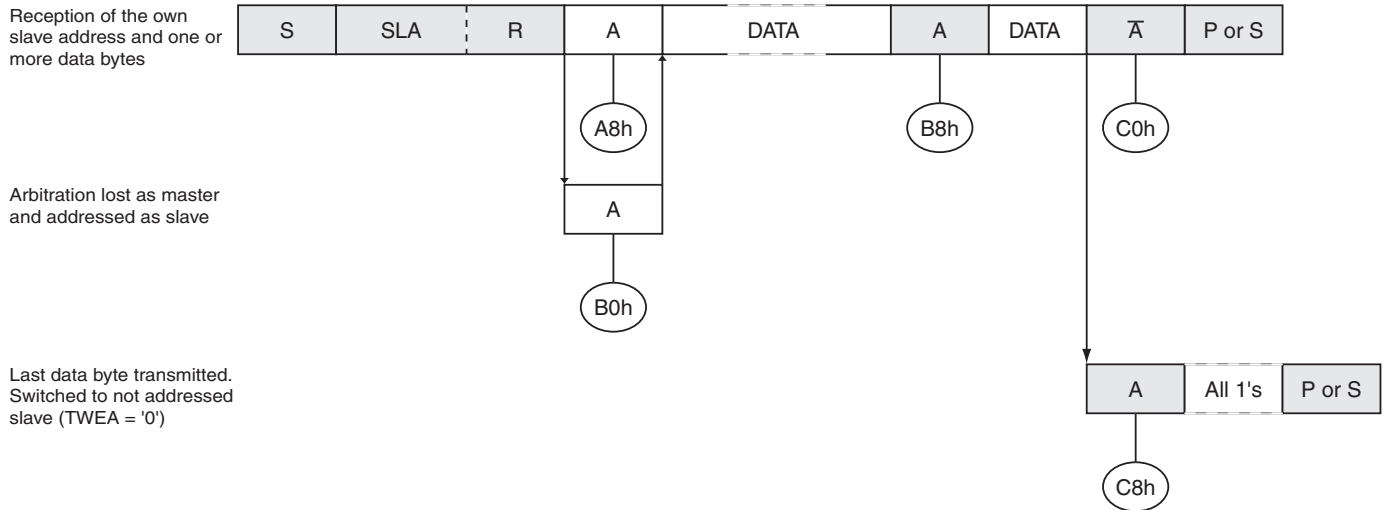 Reception of the own
slave address and one or
more data bytes
S SLA R A DATA A DATA A̅ P or S
A8h B8h C0h
Arbitration lost as master
and addressed as slave
A
B0h
Last data byte transmitted.
Switched to not addressed
slave (TWEA = '0')
A All 1's P or S
C8h